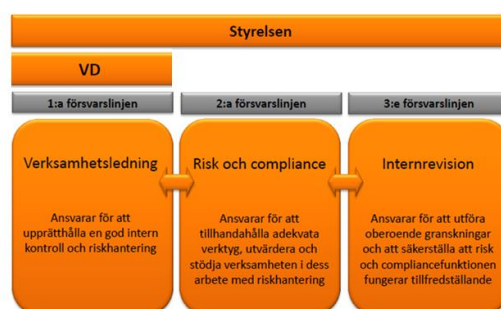 Styrelsen
VD
1:a försvarslinjen
2:a försvarslinjen
3:e försvarslinjen
Verksamhetsledning
Ansvarar för att
upprätthålla en god intern
kontroll och riskhantering
Risk och compliance
Ansvarar för att
tillhandahålla adekvata
verktyg, utvärdera och
stödja verksamheten i dess
arbete med riskhantering
Internrevision
Ansvarar för att utföra
oberoende granskningar
och att säkerställa att risk
och compliancefunktionen
fungerar tillfredställande